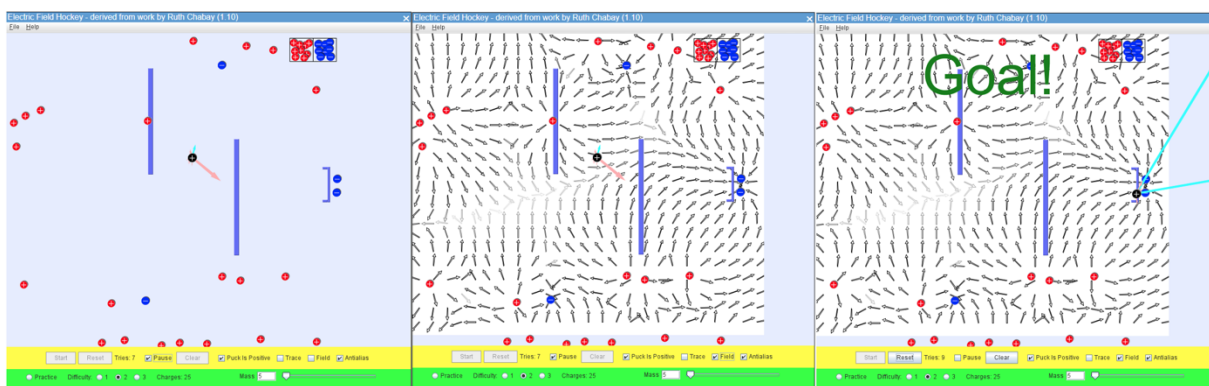 Electric Field Hockey - derived from work by Ruth Chabay (1.10)
File Help
Start Reset Tries: 7 Pause Clear Puck Is Positive Trace Field Antialias
Practice Difficulty 1 2 3 Charges: 25 Mass 5
Electric Field Hockey - derived from work by Ruth Chabay (1.10)
File Help
Start Reset Tries: 7 Pause Clear Puck Is Positive Trace Field Antialias
Practice Difficulty 1 2 3 Charges: 25 Mass 5
Electric Field Hockey - derived from work by Ruth Chabay (1.10)
File Help
Goal!
Start Reset Tries: 9 Pause Clear Puck Is Positive Trace Field Antialias
Practice Difficulty 1 2 3 Charges: 25 Mass 5